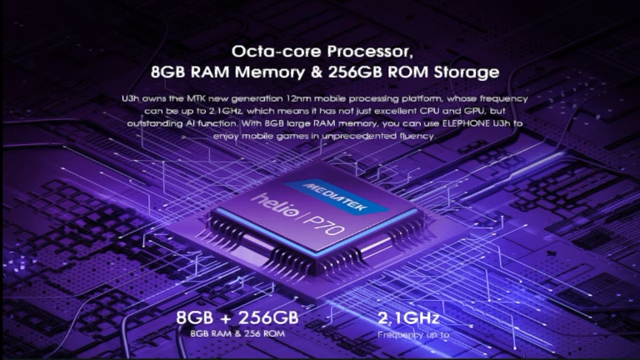 Octa-core Processor,
8GB RAM Memory & 256GB ROM Storage
U3h owns the MTK new generation 12nm mobile processing platform, whose frequency
can be up to 2.1GHz, which means it has not just excellent CPU and GPU, but
outstanding AI function. With 8GB large RAM memory, you can use ELEPHONE U3h to
enjoy mobile games in unprecedented fluency.
MEDIATEK
helio | P70
8GB + 256GB
8GB RAM & 256 ROM
2,1GHz
Frequency up to